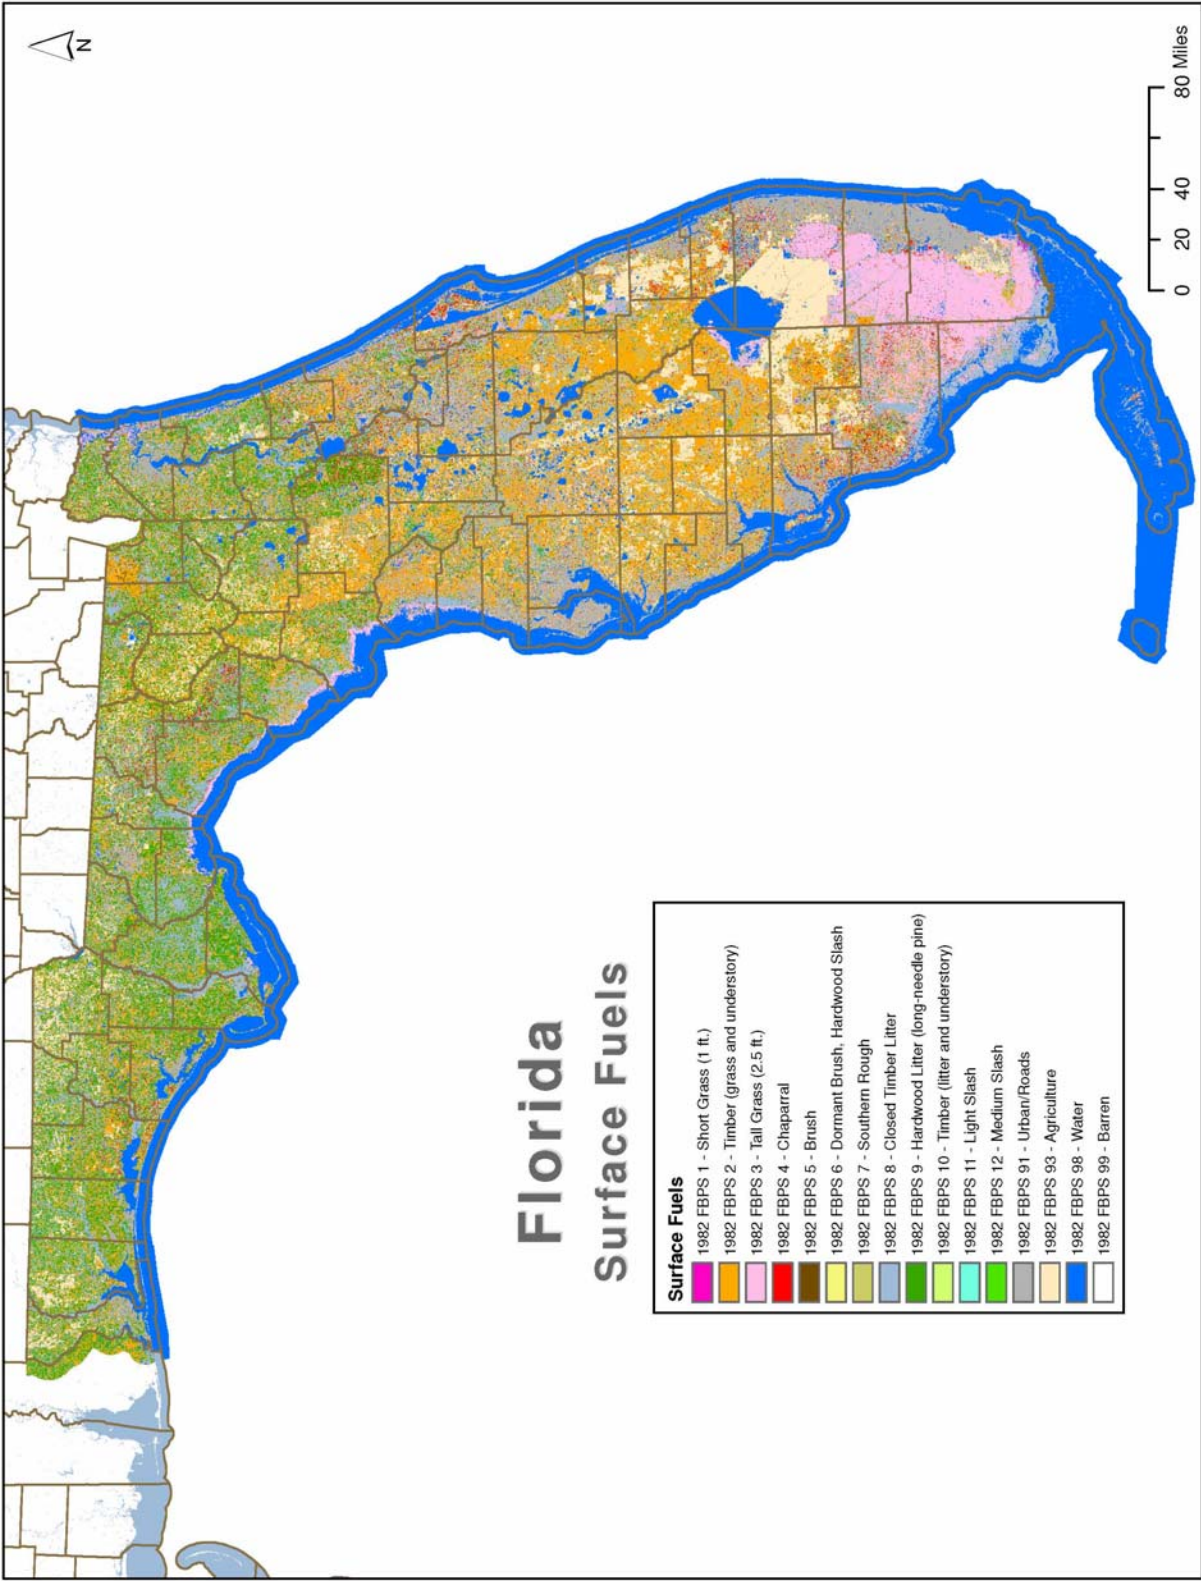 N
Florida
Surface Fuels
Surface Fuels
1982 FBPS 1 - Short Grass (1 ft.)
1982 FBPS 2 - Timber (grass and understory)
1982 FBPS 3 - Tall Grass (2.5 ft.)
1982 FBPS 4 - Chaparral
1982 FBPS 5 - Brush
1982 FBPS 6 - Dormant Brush, Hardwood Slash
1982 FBPS 7 - Southern Rough
1982 FBPS 8 - Closed Timber Litter
1982 FBPS 9 - Hardwood Litter (long-needle pine)
1982 FBPS 10 - Timber (litter and understory)
1982 FBPS 11 - Light Slash
1982 FBPS 12 - Medium Slash
1982 FBPS 91 - Urban/Roads
1982 FBPS 93 - Agriculture
1982 FBPS 98 - Water
1982 FBPS 99 - Barren
0 20 40 80 Miles